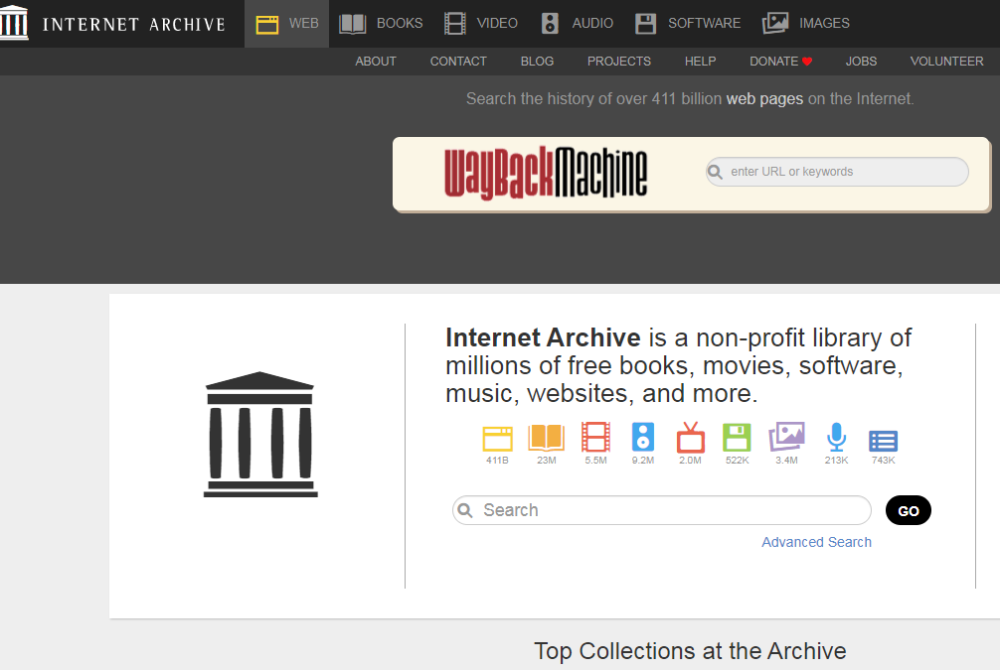 INTERNET ARCHIVE WEB BOOKS VIDEO AUDIO SOFTWARE IMAGES
ABOUT CONTACT BLOG PROJECTS HELP DONATE JOBS VOLUNTEER
Search the history of over 411 billion web pages on the Internet.
WayBackMachine enter URL or keywords
Internet Archive is a non-profit library of
millions of free books, movies, software,
music, websites, and more.
411B 23M 5.5M 9.2M 2.0M 522K 3.4M 213K 743K
Search GO
Advanced Search
Top Collections at the Archive